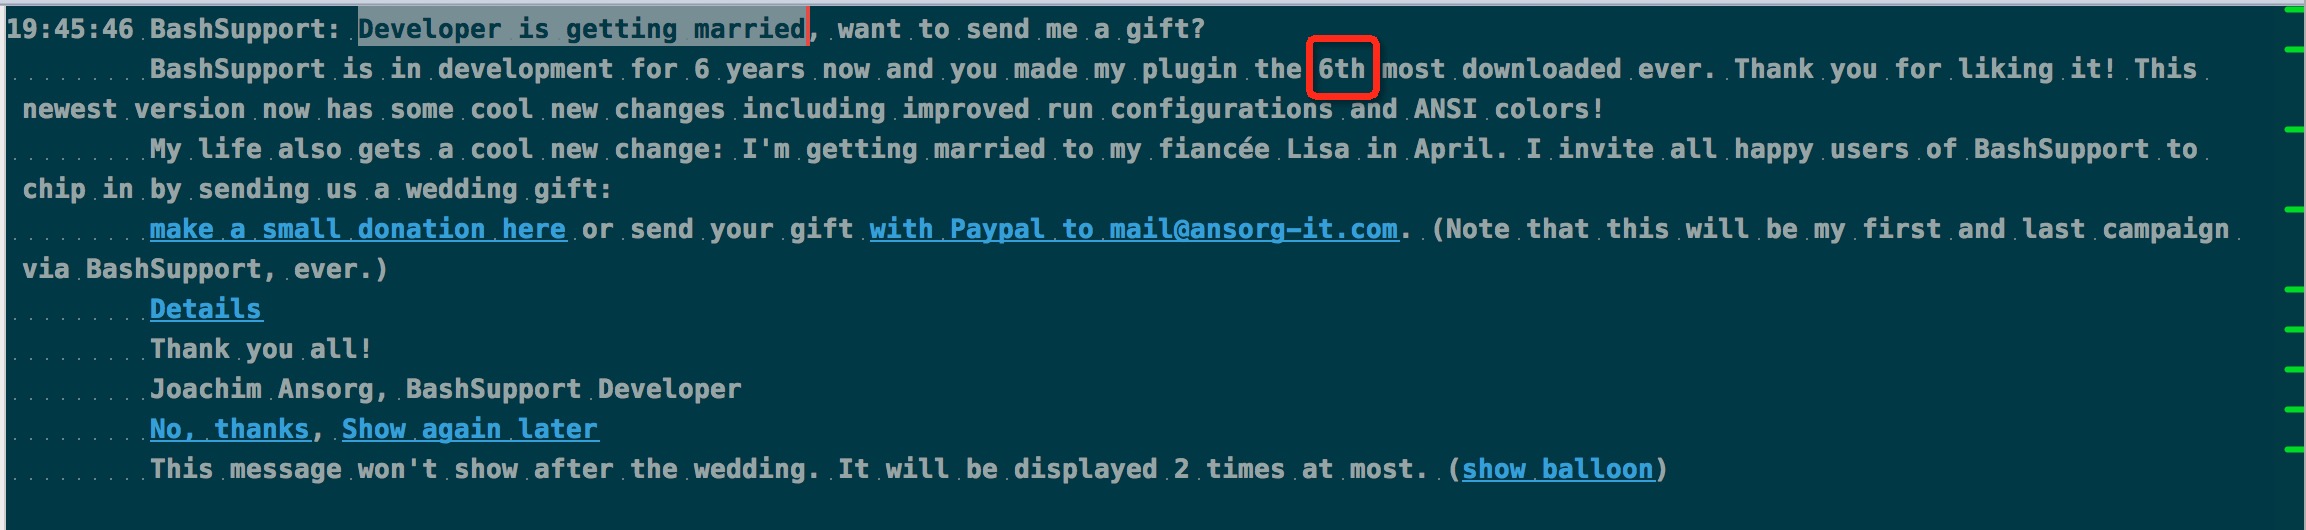 19:45:46 BashSupport: Developer is getting married, want to send me a gift?
BashSupport is in development for 6 years now and you made my plugin the 6th most downloaded ever. Thank you for liking it! This
newest version now has some cool new changes including improved run configurations and ANSI colors!
My life also gets a cool new change: I'm getting married to my fiancée Lisa in April. I invite all happy users of BashSupport to
chip in by sending us a wedding gift:
make a small donation here or send your gift with Paypal to mail@ansorg-it.com. (Note that this will be my first and last campaign
via BashSupport, ever.)
Details
Thank you all!
Joachim Ansorg, BashSupport Developer
No, thanks, Show again later
This message won't show after the wedding. It will be displayed 2 times at most. (show balloon)